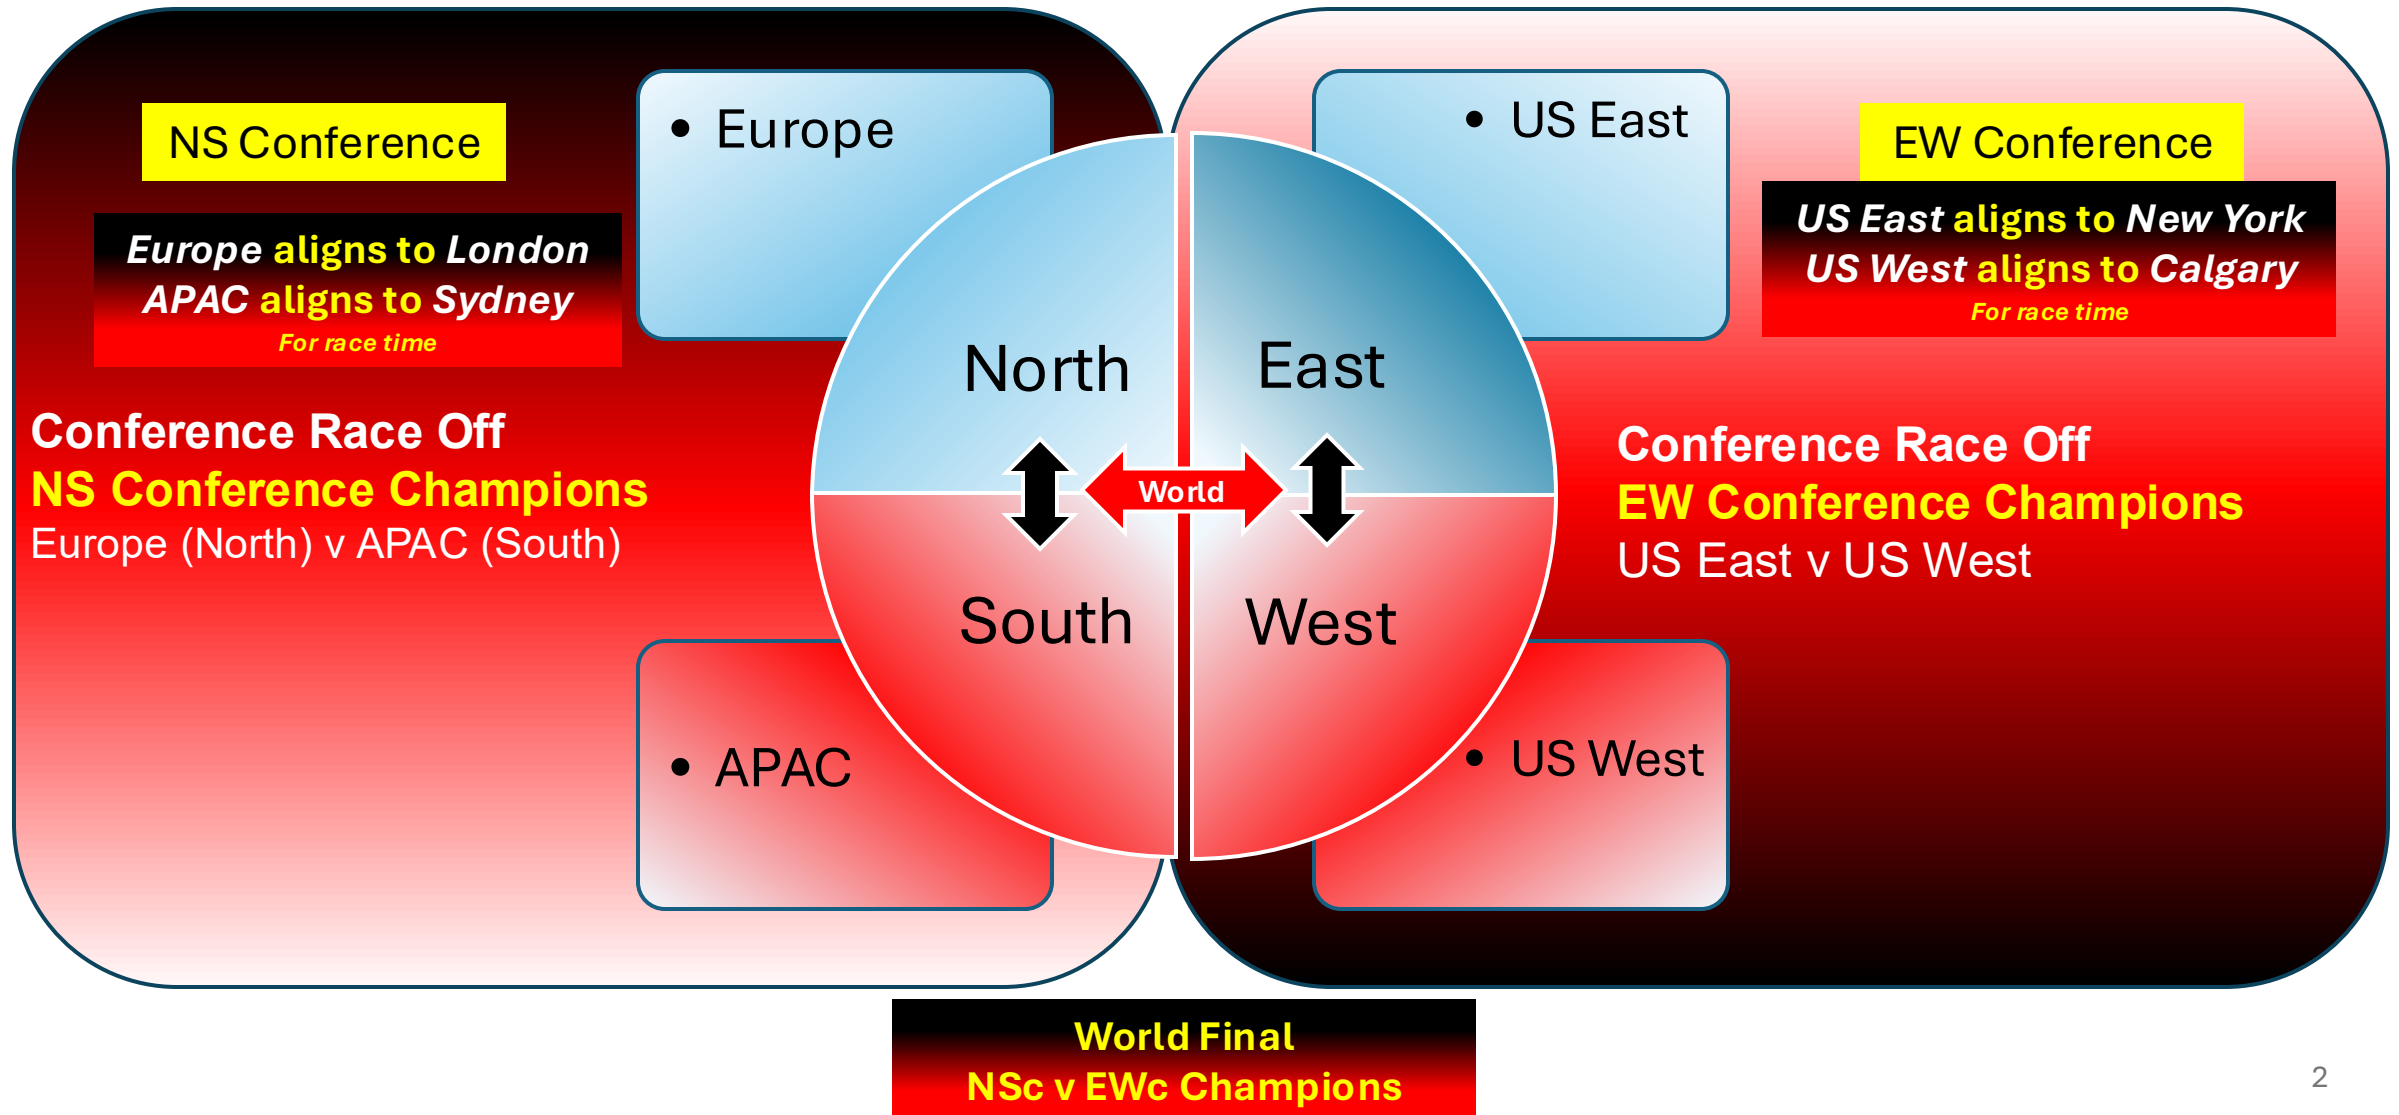 NS Conference
Europe aligns to London
APAC aligns to Sydney
For race time
Conference Race Off
NS Conference Champions
Europe (North) v APAC (South)
• Europe
• APAC
North
South
World
East
West
• US East
• US West
EW Conference
US East aligns to New York
US West aligns to Calgary
For race time
Conference Race Off
EW Conference Champions
US East v US West
World Final
NSc v EWc Champions
2